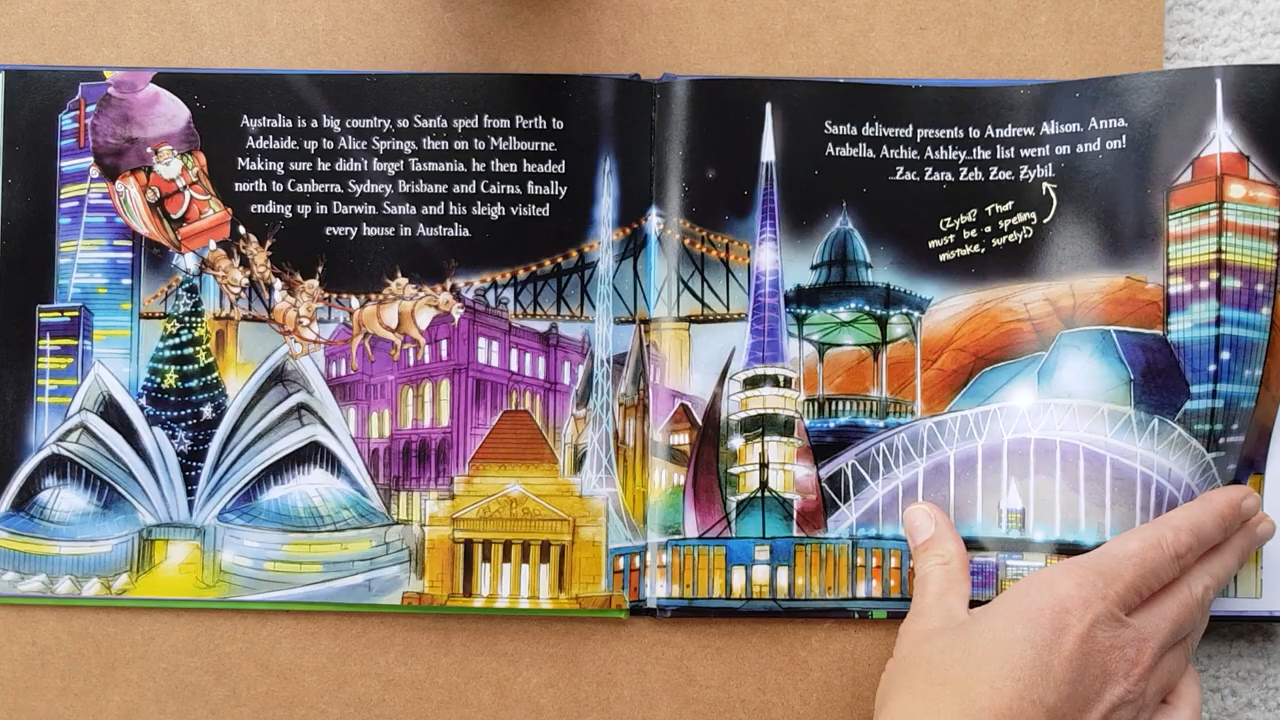 Australia is a big country, so Santa sped from Perth to
Adelaide, up to Alice Springs, then on to Melbourne.
Making sure he didn't forget Tasmania, he then headed
north to Canberra, Sydney, Brisbane and Cairns, finally
ending up in Darwin. Santa and his sleigh visited
every house in Australia.
Santa delivered presents to Andrew, Alison, Anna,
Arabella, Archie, Ashley...the list went on and on!
...Zac, Zara, Zeb, Zoe, Zybil.
(Zybil? That
must be a spelling
mistake, surely!)